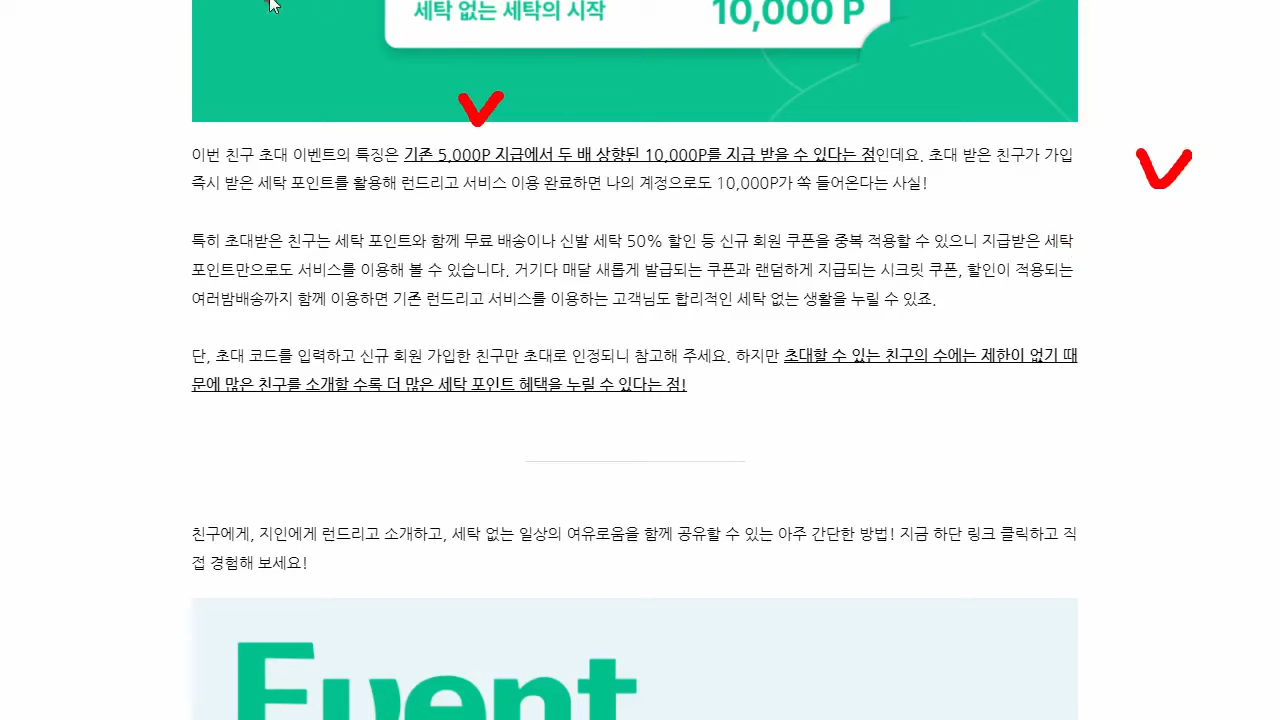 세탁 없는 세탁의 시작 10,000 P
이번 친구 초대 이벤트의 특징은 기존 5,000P 지급에서 두 배 상향된 10,000P를 지급 받을 수 있다는 점인데요. 초대 받은 친구가 가입
즉시 받은 세탁 포인트를 활용해 런드리고 서비스 이용 완료하면 나의 계정으로도 10,000P가 쏙 들어온다는 사실!
특히 초대받은 친구는 세탁 포인트와 함께 무료 배송이나 신발 세탁 50% 할인 등 신규 회원 쿠폰을 중복 적용할 수 있으니 지급받은 세탁
포인트만으로도 서비스를 이용해 볼 수 있습니다. 거기다 매달 새롭게 발급되는 쿠폰과 랜덤하게 지급되는 시크릿 쿠폰, 할인이 적용되는
여러밤배송까지 함께 이용하면 기존 런드리고 서비스를 이용하는 고객님도 합리적인 세탁 없는 생활을 누릴 수 있죠.
단, 초대 코드를 입력하고 신규 회원 가입한 친구만 초대로 인정되니 참고해 주세요. 하지만 초대할 수 있는 친구의 수에는 제한이 없기 때
문에 많은 친구를 소개할 수록 더 많은 세탁 포인트 혜택을 누릴 수 있다는 점!
친구에게, 지인에게 런드리고 소개하고, 세탁 없는 일상의 여유로움을 함께 공유할 수 있는 아주 간단한 방법! 지금 하단 링크 클릭하고 직
접 경험해 보세요!
Event